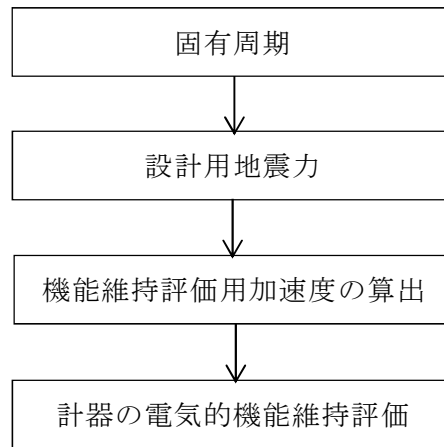 固有周期
設計用地震力
機能維持評価用加速度の算出
計器の電気的機能維持評価